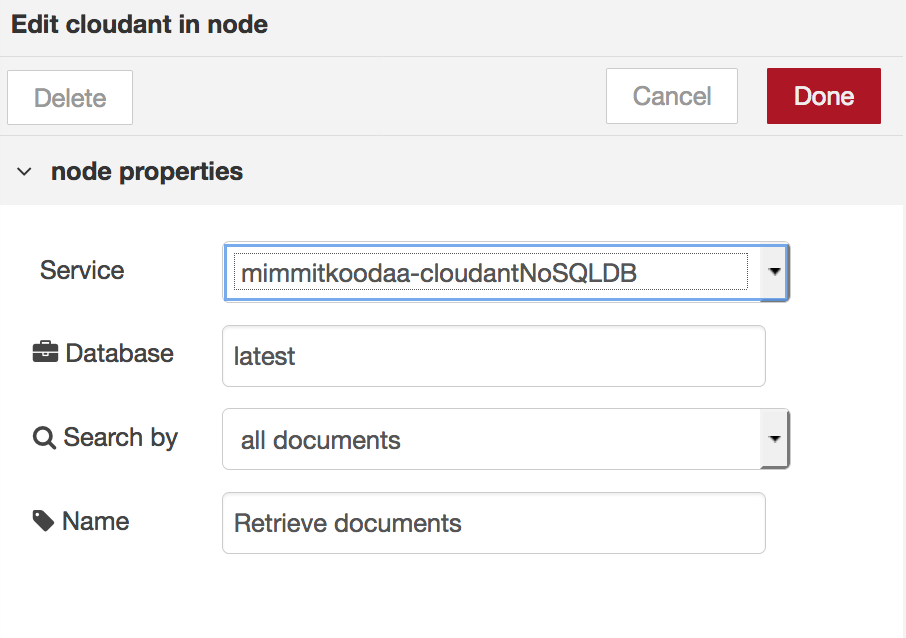 Edit cloudant in node
Delete
Cancel
Done
node properties
Service
mimmitkoodaa-cloudantNoSQLDB
Database
latest
Search by
all documents
Name
Retrieve documents